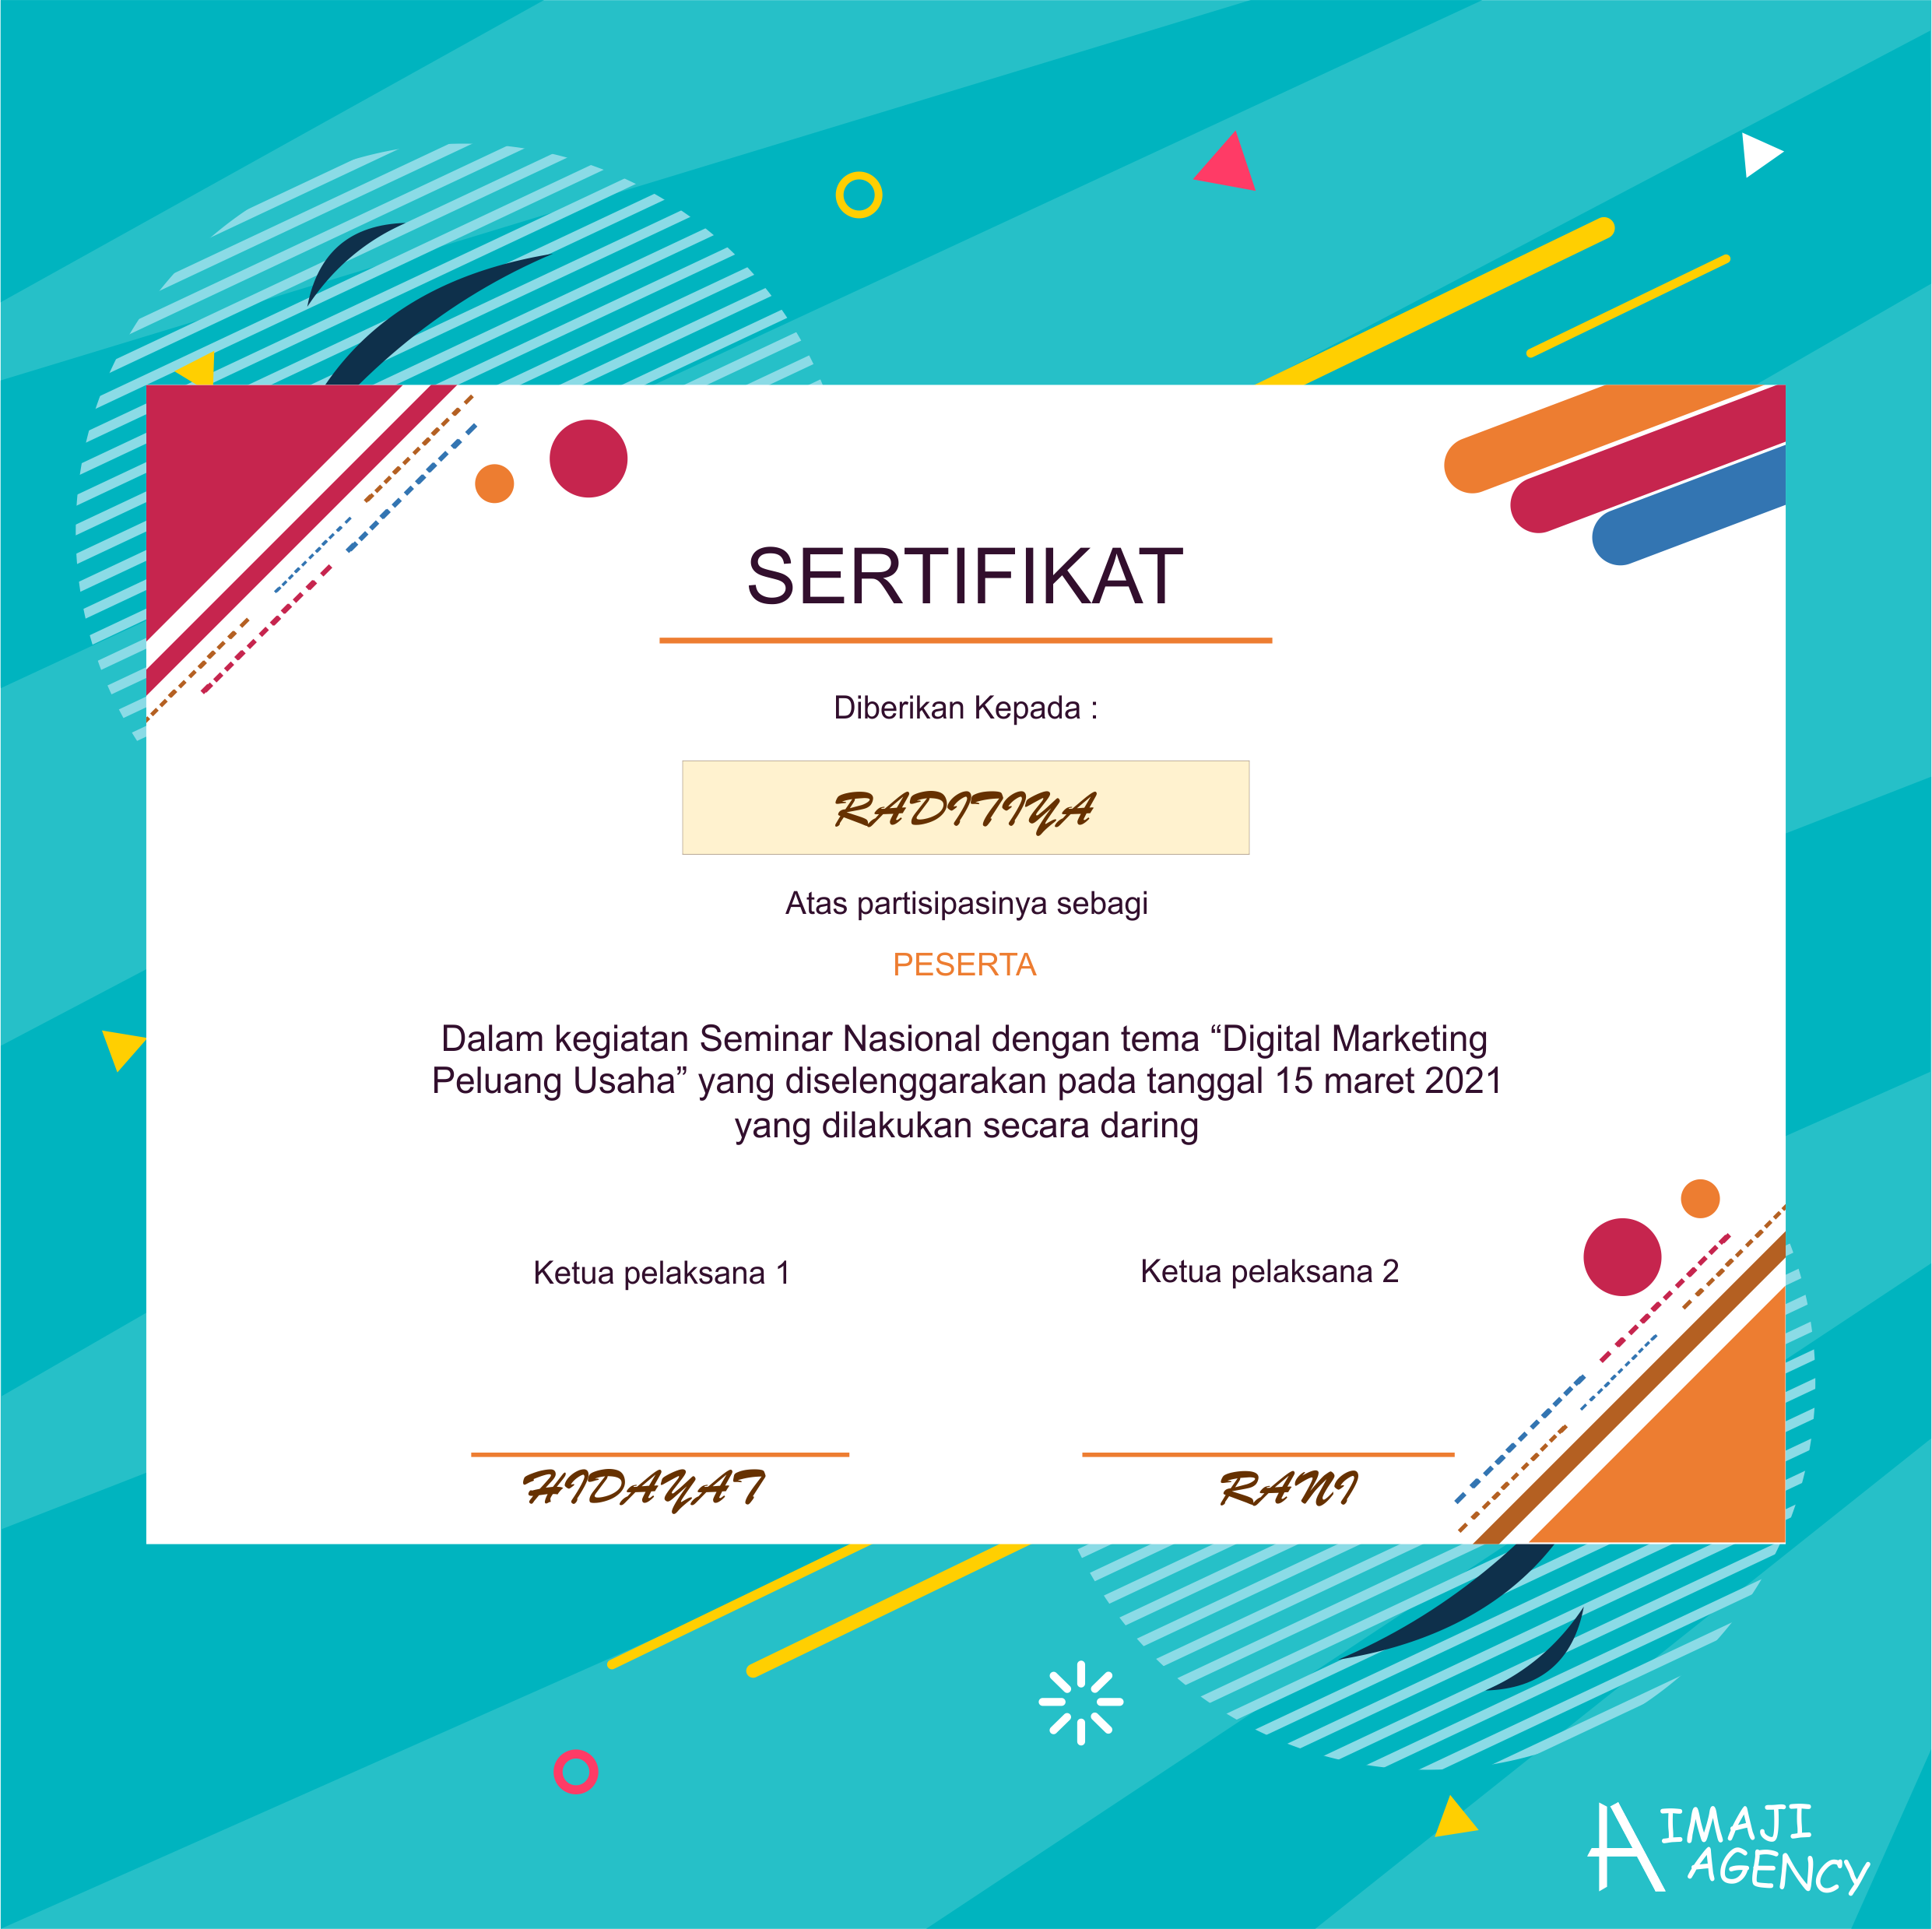 SERTIFIKAT
Diberikan Kepada :
RADITIYA
Atas partisipasinya sebagi
PESERTA
Dalam kegiatan Seminar Nasional dengan tema “Digital Marketing
Peluang Usaha” yang diselenggarakan pada tanggal 15 maret 2021
yang dilakukan secara daring
Ketua pelaksana 1
Ketua pelaksana 2
HIDAYAT
RANI
IMAJI
AGENCY